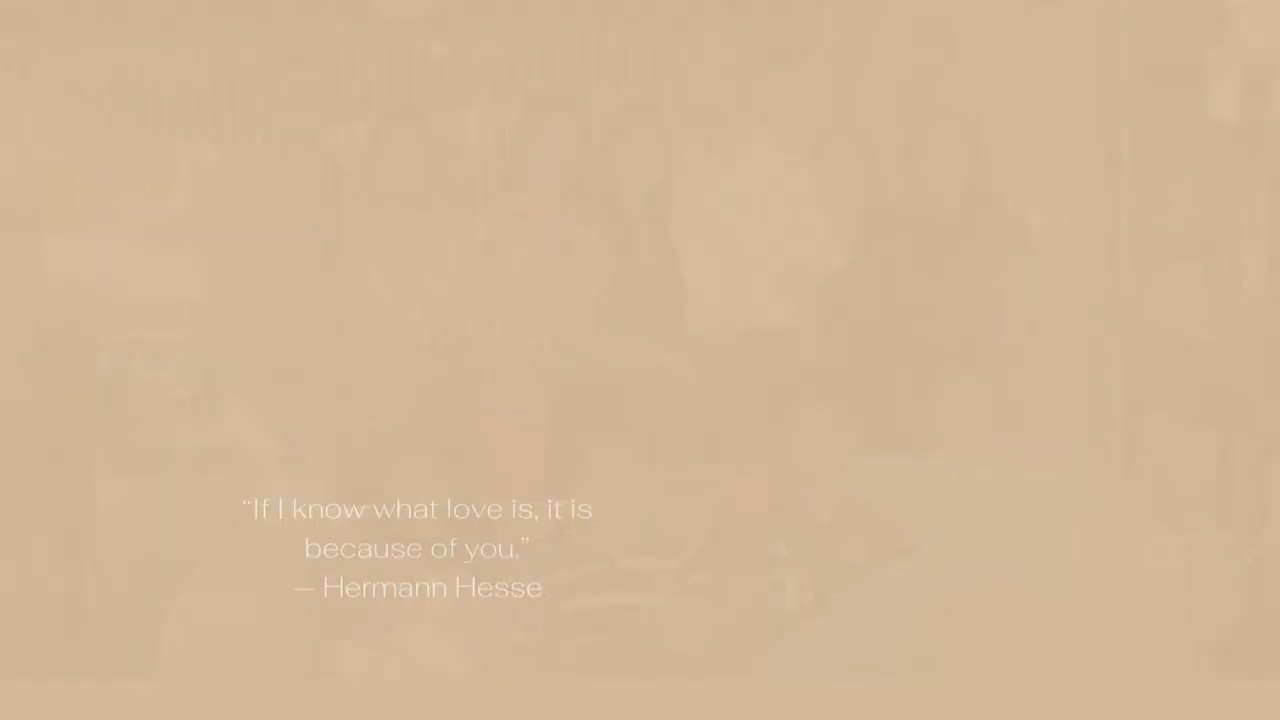 “If I know what love is, it is
because of you.”
— Hermann Hesse